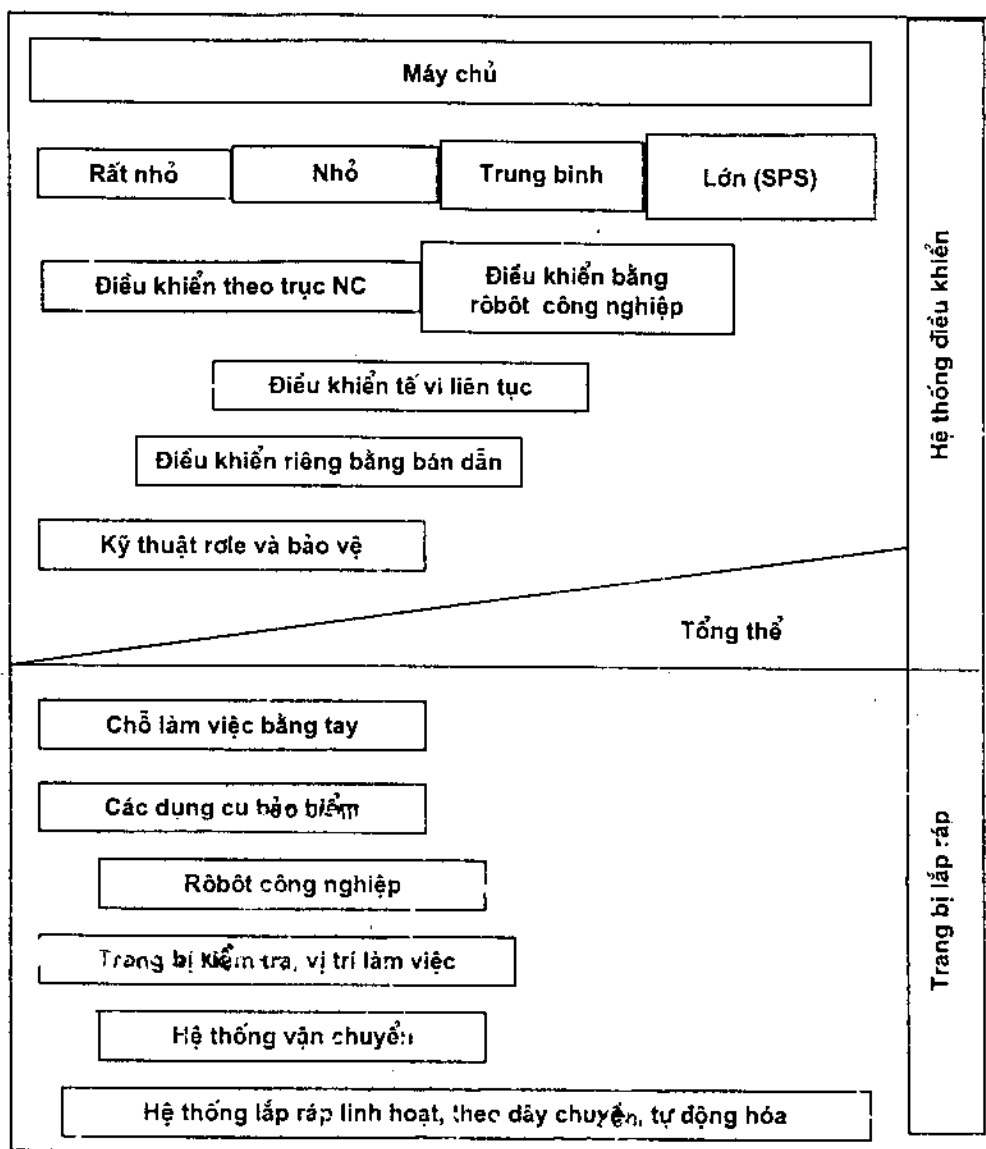 Máy chủ
Rất nhỏ
Nhỏ
Trung bình
Lớn (SPS)
Điều khiển theo trục NC
Điều khiển bằng
rôbôt công nghiệp
Điều khiển tế vi liên tục
Điều khiển riêng bằng bán dẫn
Kỹ thuật rơle và bảo vệ
Tổng thể
Hệ thống điều khiển
Chỗ làm việc bằng tay
Các dụng cu bảo biểm
Rôbôt công nghiệp
Trang bị kiểm tra, vị trí làm việc
Hệ thống vận chuyển
Hệ thống lắp ráp linh hoạt, theo dây chuyền, tự động hóa
Trang bị lắp ráp